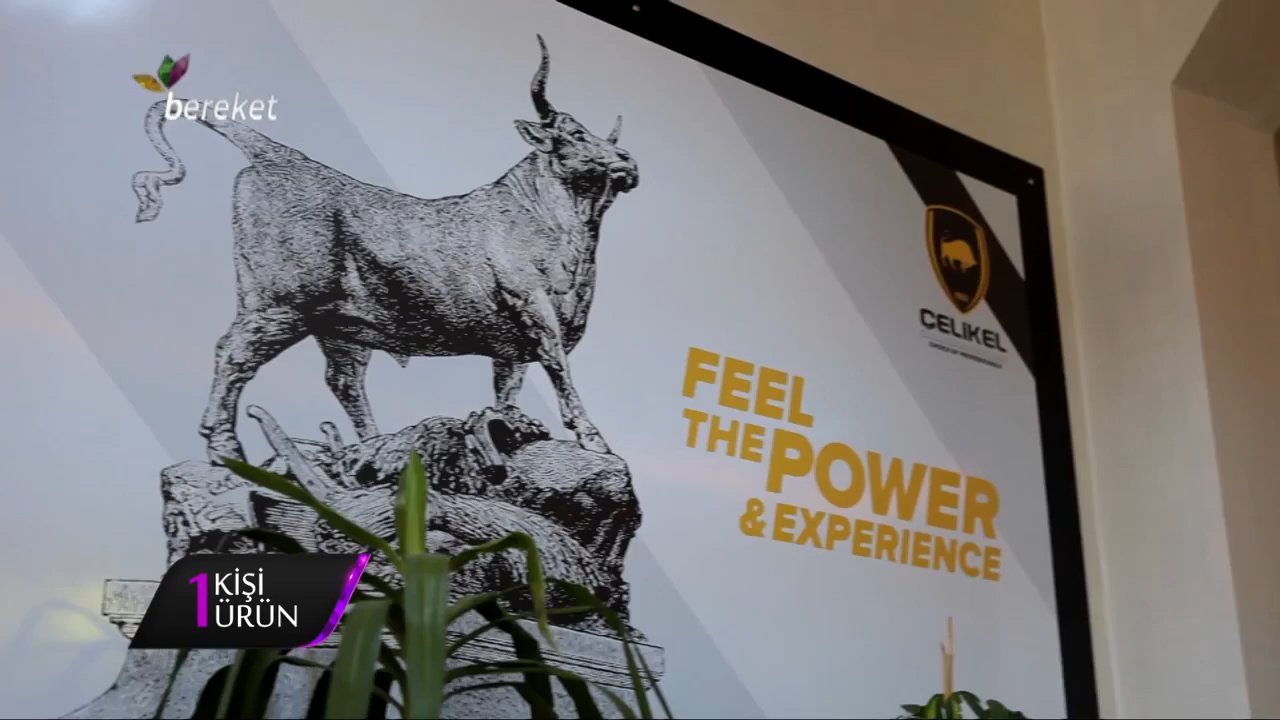 bereket
ÇELIKEL
FEEL
THE POWER
& EXPERIENCE
1 KİŞİ
ÜRÜN